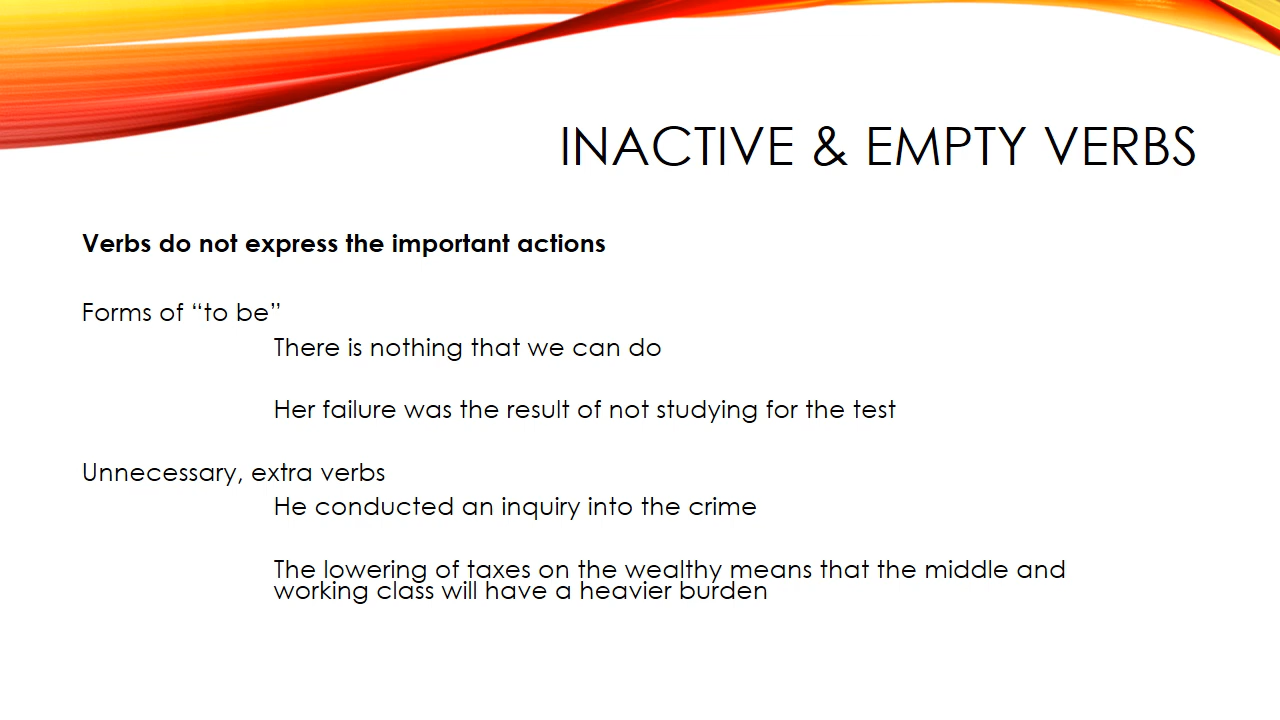 INACTIVE & EMPTY VERBS
Verbs do not express the important actions
Forms of “to be”
There is nothing that we can do
Her failure was the result of not studying for the test
Unnecessary, extra verbs
He conducted an inquiry into the crime
The lowering of taxes on the wealthy means that the middle and
working class will have a heavier burden